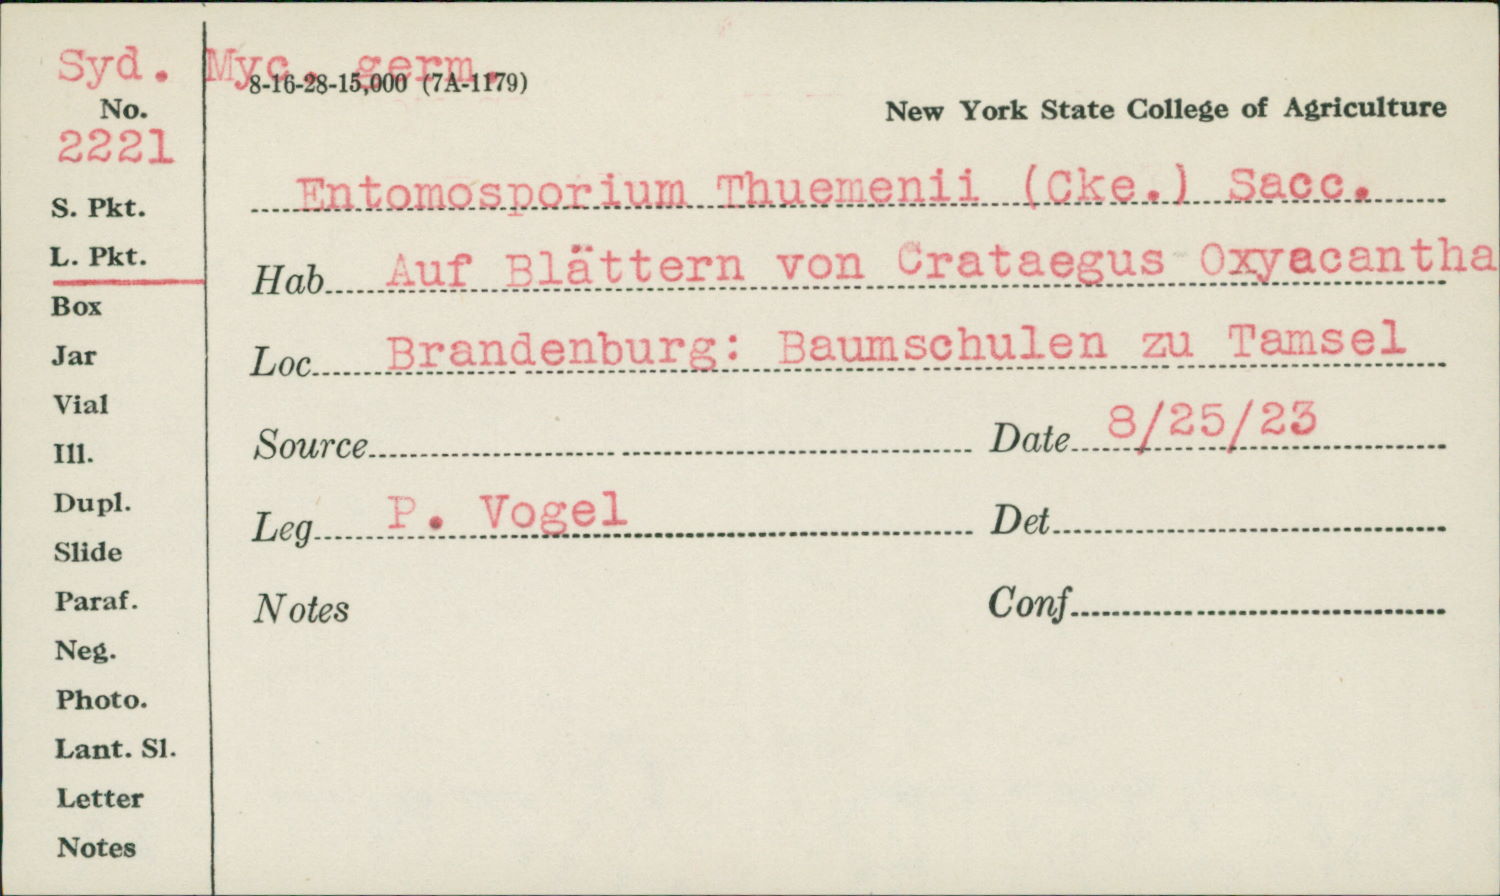 Syd. Myc. germ.
8-16-28-15,000 (7A-1179)
No.
New York State College of Agriculture
2221
Entomosporium Thuemenii (Cke.) Sacc.
S. Pkt.
L. Pkt.
Hab Auf Blättern von Crataegus Oxyacantha
Box
Jar
Loc Brandenburg: Baumschulen zu Tamsel
Vial
Source Date 8/25/23
Ill.
Dupl.
Leg P. Vogel Det
Slide
Paraf.
Notes Conf
Neg.
Photo.
Lant. Sl.
Letter
Notes